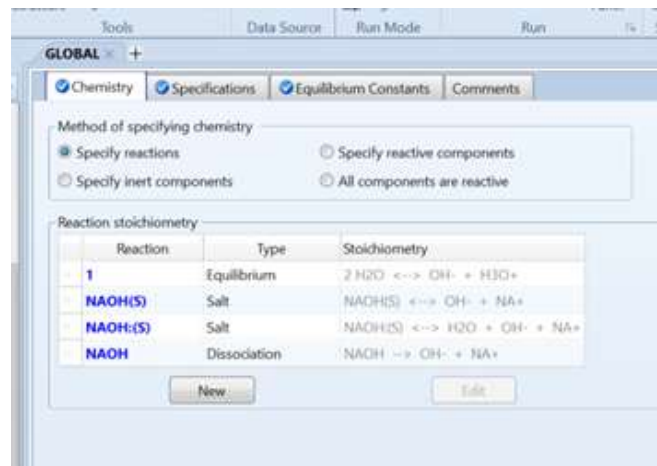 Tools Data Source Run Mode Run
GLOBAL × +
Chemistry Specifications Equilibrium Constants Comments
Method of specifying chemistry
Specify reactions Specify reactive components
Specify inert components All components are reactive
Reaction stoichiometry
Reaction Type Stoichiometry
1 Equilibrium 2 H2O <--> OH- + H3O+
NAOH(S) Salt NAOH(S) <--> OH- + NA+
NAOH:(S) Salt NAOH:(S) <--> H2O + OH- + NA+
NAOH Dissociation NAOH --> OH- + NA+
New Edit